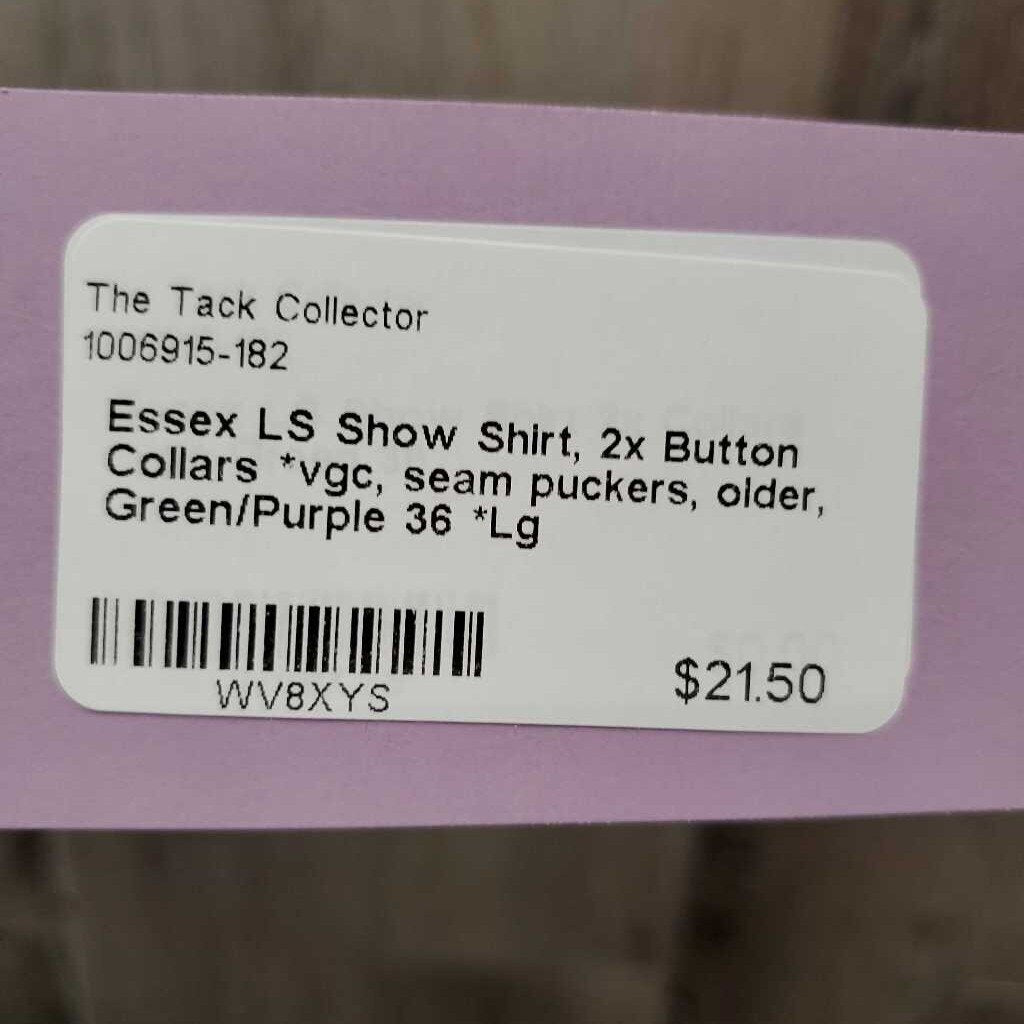 The Tack Collector
1006915-182
Essex LS Show Shirt, 2x Button
Collars *vgc, seam puckers, older,
Green/Purple 36 *Lg
WV8XYS
$21.50